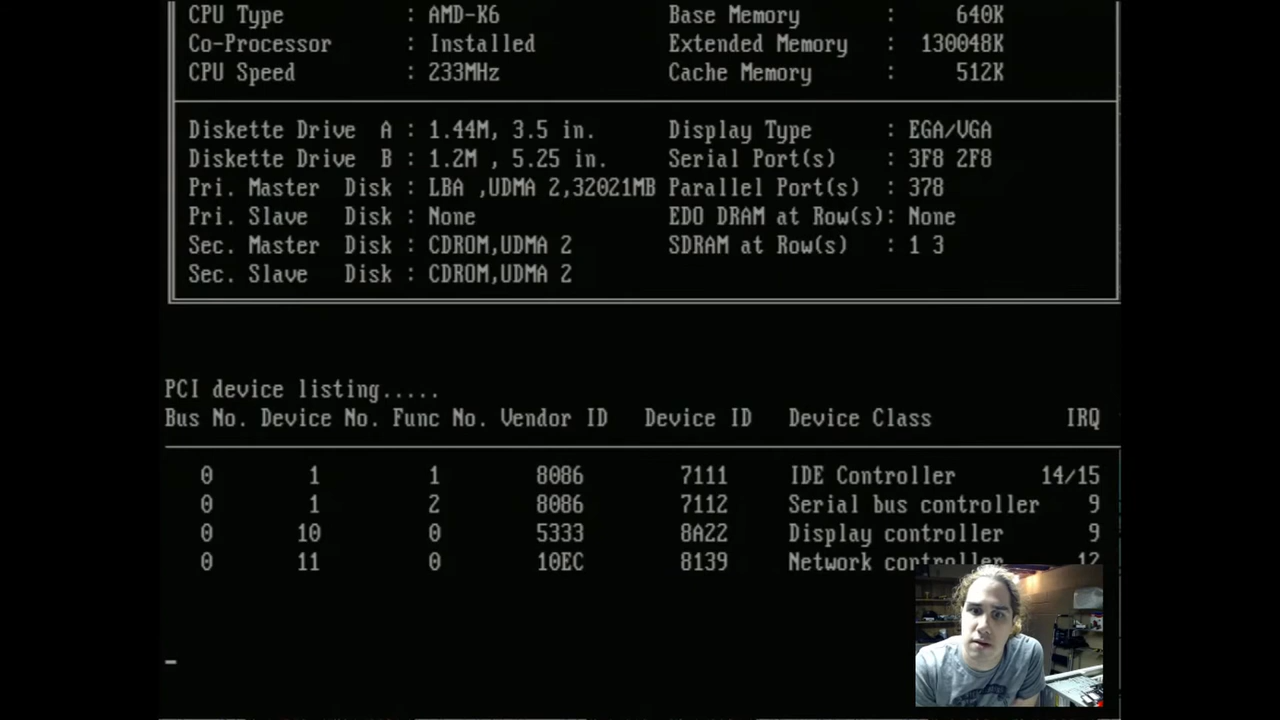 CPU Type : AMD-K6 Base Memory : 640K
Co-Processor : Installed Extended Memory : 130048K
CPU Speed : 233MHz Cache Memory : 512K
Diskette Drive A : 1.44M, 3.5 in. Display Type : EGA/VGA
Diskette Drive B : 1.2M , 5.25 in. Serial Port(s) : 3F8 2F8
Pri. Master Disk : LBA ,UDMA 2,32021MB Parallel Port(s) : 378
Pri. Slave Disk : None EDO DRAM at Row(s): None
Sec. Master Disk : CDROM,UDMA 2 SDRAM at Row(s) : 1 3
Sec. Slave Disk : CDROM,UDMA 2
PCI device listing.....
Bus No. Device No. Func No. Vendor ID Device ID Device Class IRQ
0 1 1 8086 7111 IDE Controller 14/15
0 1 2 8086 7112 Serial bus controller 9
0 10 0 5333 8A22 Display controller 9
0 11 0 10EC 8139 Network controller 12